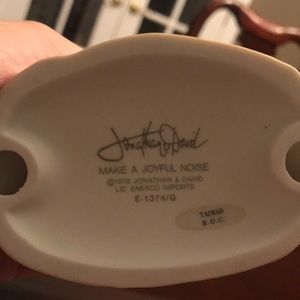 Jonathan & David
MAKE A JOYFUL NOISE
©1978 JONATHAN & DAVID
LIC. ENESCO IMPORTS
E-1374/G
TAIWAN
R.O.C.